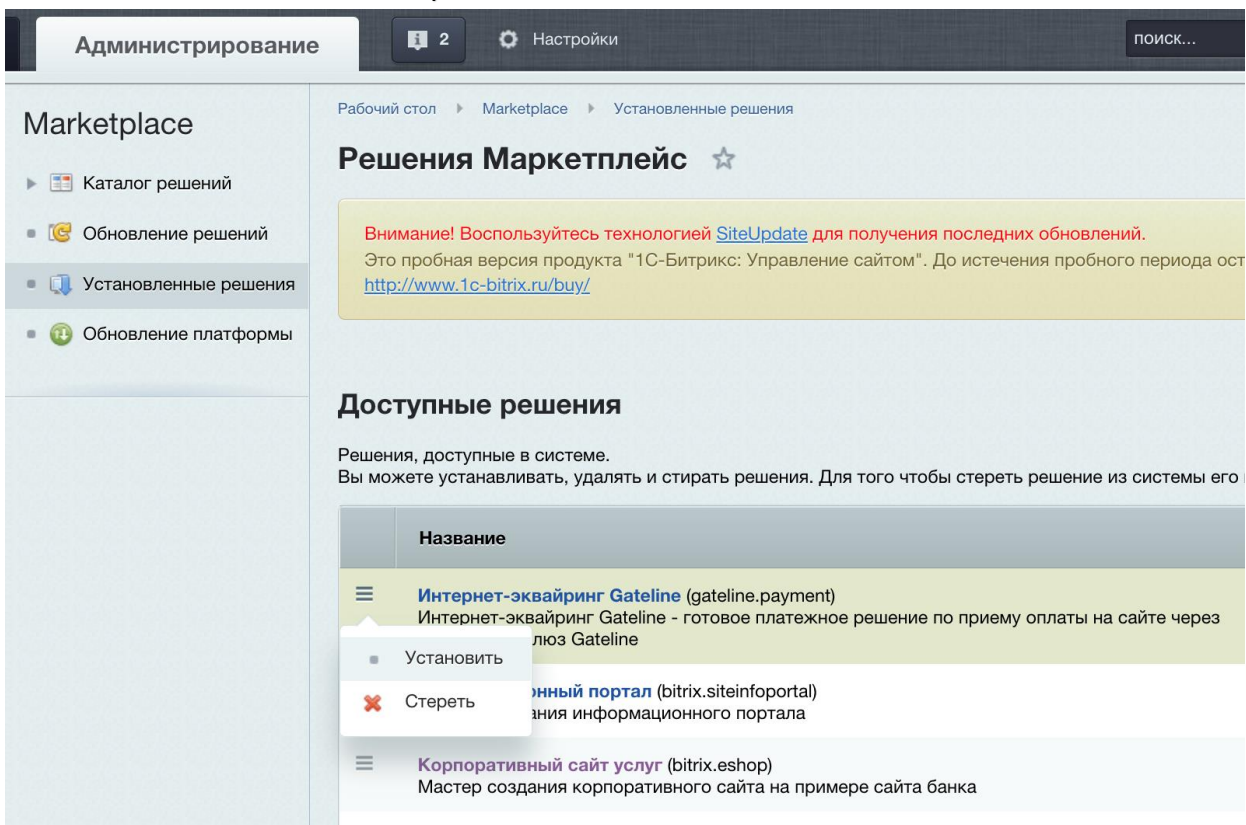 Администрирование
2
Настройки
поиск...
Marketplace
Каталог решений
Обновление решений
Установленные решения
Обновление платформы
Рабочий стол Marketplace Установленные решения
Решения Маркетплейс
Внимание! Воспользуйтесь технологией SiteUpdate для получения последних обновлений.
Это пробная версия продукта "1С-Битрикс: Управление сайтом". До истечения пробного периода ост
http://www.1c-bitrix.ru/buy/
Доступные решения
Решения, доступные в системе.
Вы можете устанавливать, удалять и стирать решения. Для того чтобы стереть решение из системы его
Название
Интернет-эквайринг Gateline (gateline.payment)
Интернет-эквайринг Gateline - готовое платежное решение по приему оплаты на сайте через
люз Gateline
Установить
Стереть
онный портал (bitrix.siteinfoportal)
ания информационного портала
Корпоративный сайт услуг (bitrix.eshop)
Мастер создания корпоративного сайта на примере сайта банка